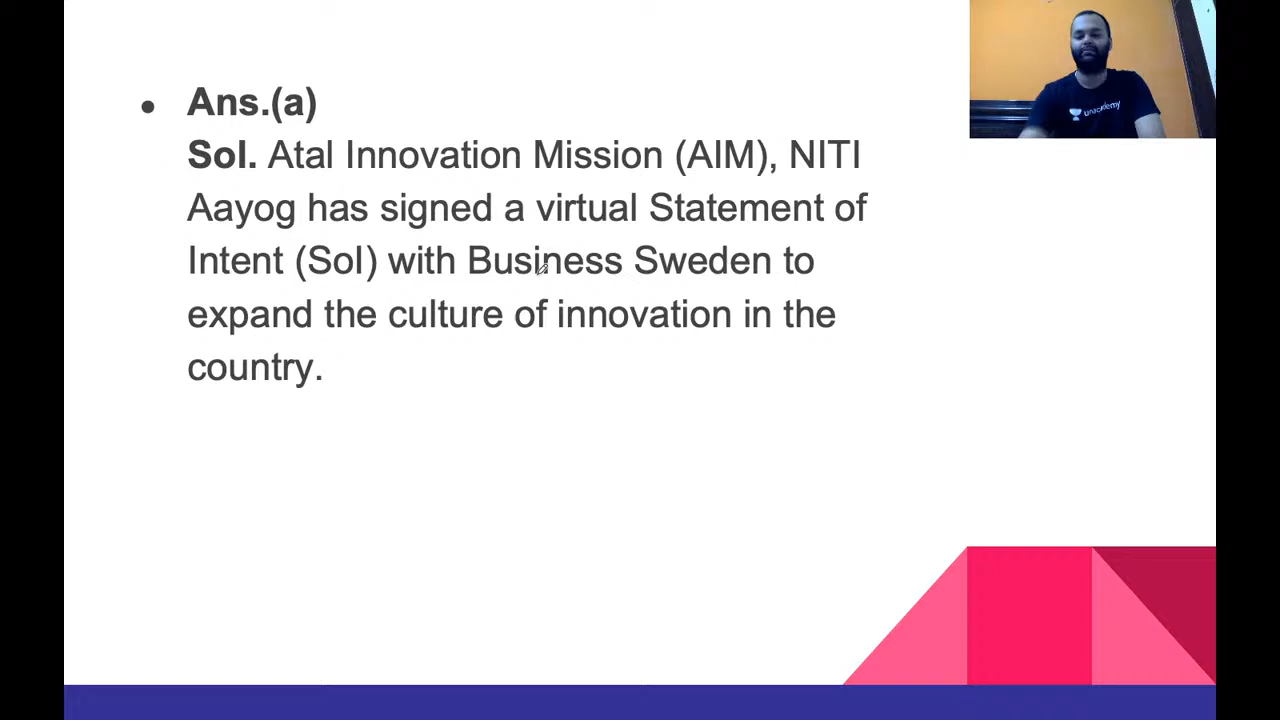 ● Ans.(a)
Sol. Atal Innovation Mission (AIM), NITI
Aayog has signed a virtual Statement of
Intent (SoI) with Business Sweden to
expand the culture of innovation in the
country.
unacademy